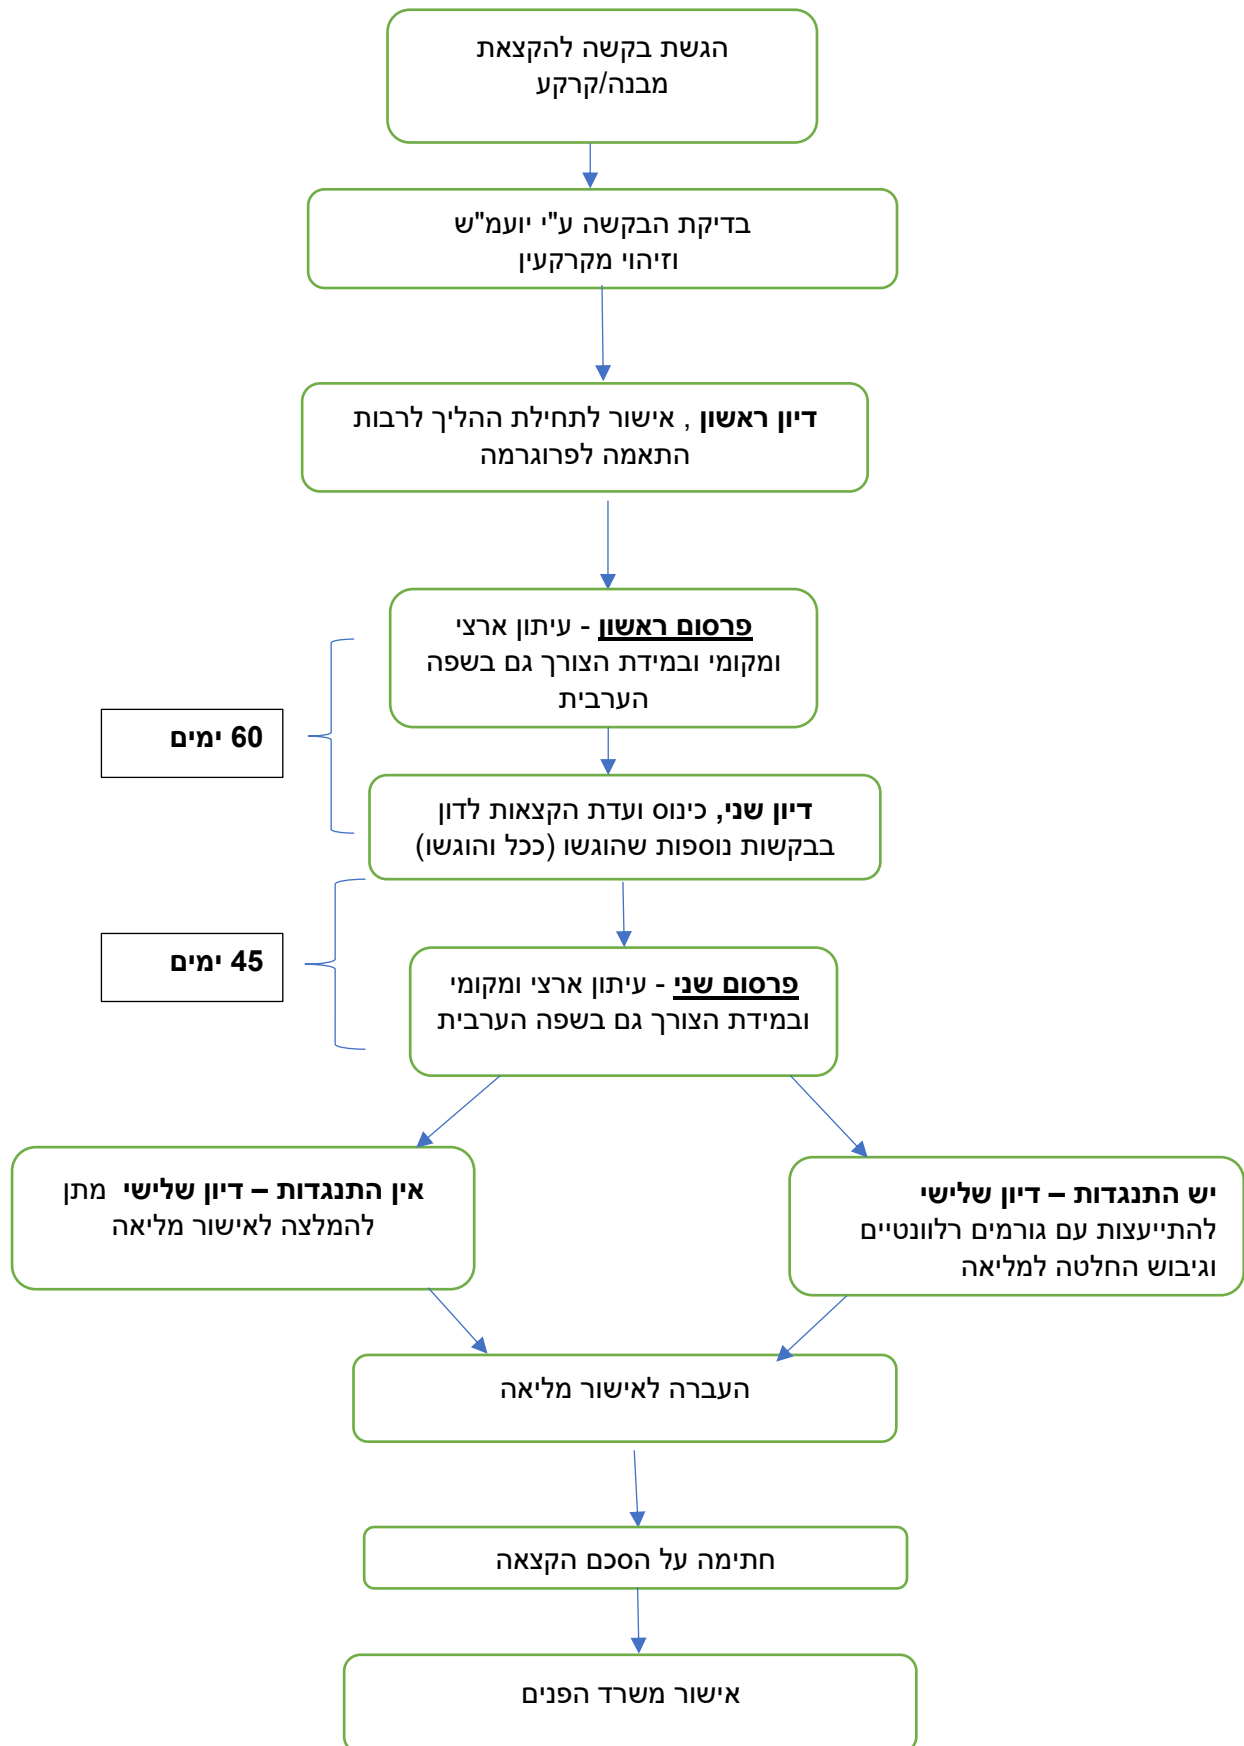 הגשת בקשה להקצאת
מבנה/קרקע
בדיקת הבקשה ע"י יועמ"ש
וזיהוי מקרקעין
דיון ראשון , אישור לתחילת ההליך לרבות
התאמה לפרוגרמה
פרסום ראשון - עיתון ארצי
ומקומי ובמידת הצורך גם בשפה
הערבית
60 ימים
דיון שני, כינוס ועדת הקצאות לדון
בבקשות נוספות שהוגשו (ככל והוגשו)
45 ימים
פרסום שני - עיתון ארצי ומקומי
ובמידת הצורך גם בשפה הערבית
יש התנגדות – דיון שלישי
להתייעצות עם גורמים רלוונטיים
וגיבוש החלטה למליאה
אין התנגדות – דיון שלישי מתן
להמלצה לאישור מליאה
העברה לאישור מליאה
חתימה על הסכם הקצאה
אישור משרד הפנים